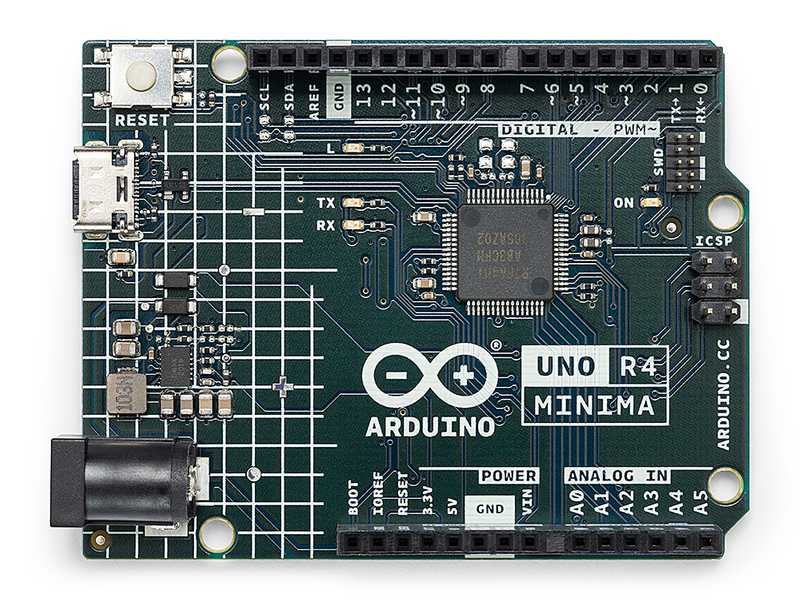 RESET
SCL
SDA
AREF
GND
13
12
~11
~10
~9
8
7
~6
5
4
~3
2
TX→1
RX←0
DIGITAL - PWM~
L
TX
RX
SWD
ON
ICSP
103N
ARDUINO
®
UNO R4
MINIMA
ARDUINO.CC
POWER
ANALOG IN
BOOT
IOREF
RESET
3.3V
5V
GND
VIN
A0
A1
A2
A3
A4
A5